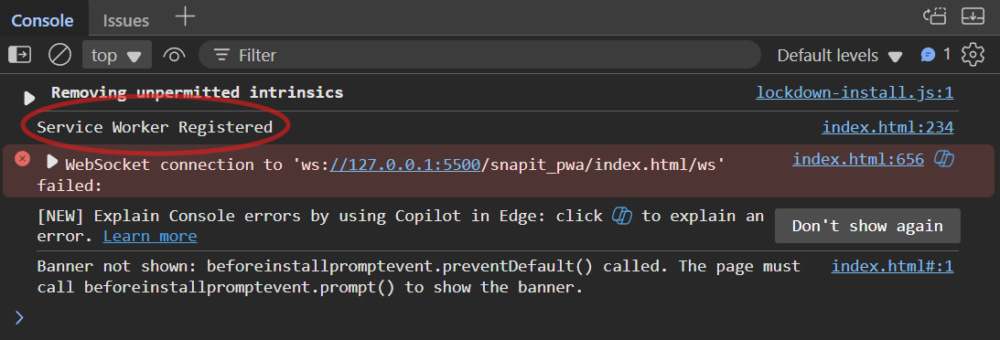 Console Issues
top Filter Default levels 1
Removing unpermitted intrinsics lockdown-install.js:1
Service Worker Registered index.html:234
WebSocket connection to 'ws://127.0.0.1:5500/snapit_pwa/index.html/ws' index.html:656
failed:
[NEW] Explain Console errors by using Copilot in Edge: click to explain an
error. Learn more
Don't show again
Banner not shown: beforeinstallpromptevent.preventDefault() called. The page must index.html#:1
call beforeinstallpromptevent.prompt() to show the banner.